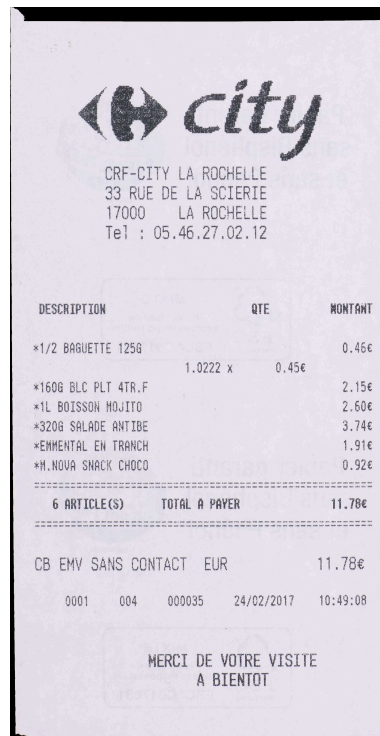 city
CRF-CITY LA ROCHELLE
33 RUE DE LA SCIERIE
17000 LA ROCHELLE
Tel : 05.46.27.02.12
DESCRIPTION QTE MONTANT
*1/2 BAGUETTE 125G 0.46€
1.0222 x 0.45€
*160G BLC PLT 4TR.F 2.15€
*1L BOISSON MOJITO 2.60€
*320G SALADE ANTIBE 3.74€
*EMMENTAL EN TRANCH 1.91€
*M.NOVA SNACK CHOCO 0.92€
6 ARTICLE(S) TOTAL A PAYER 11.78€
CB EMV SANS CONTACT EUR 11.78€
0001 004 000035 24/02/2017 10:49:08
MERCI DE VOTRE VISITE
A BIENTOT